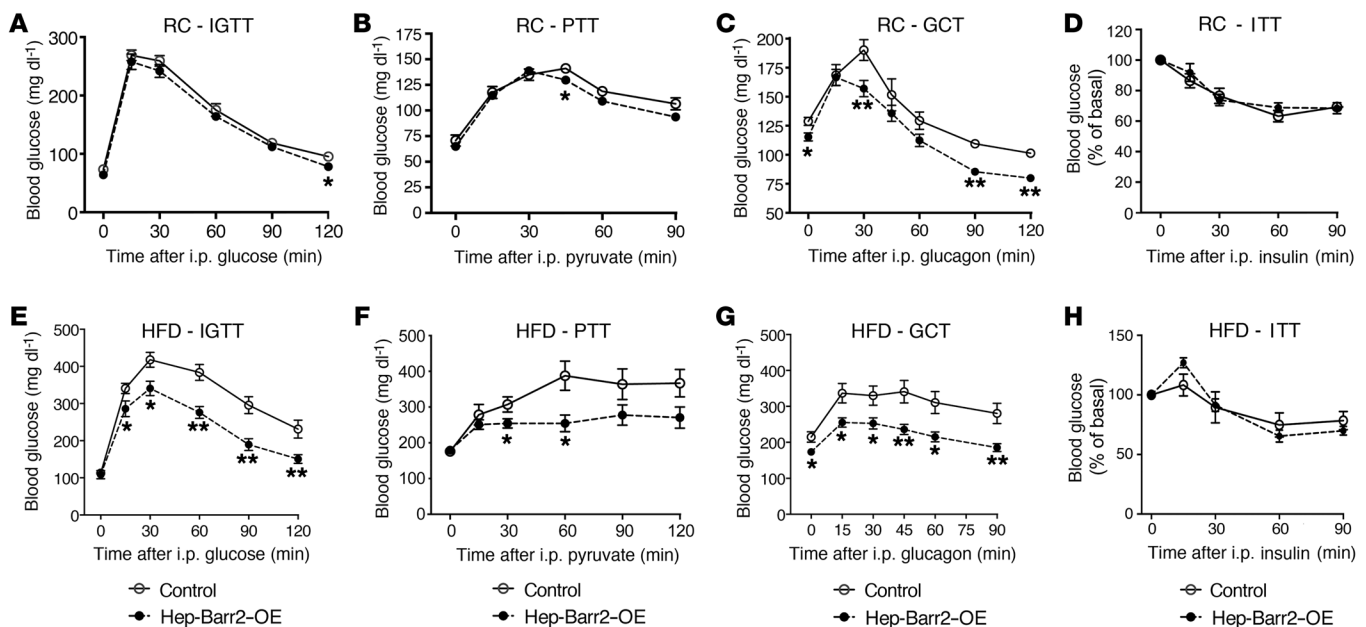 A
RC - IGTT
Blood glucose (mg dl-1)
300
200
100
0
0 30 60 90 120
Time after i.p. glucose (min)
*
B
RC - PTT
Blood glucose (mg dl-1)
175
150
125
100
75
50
25
0
0 30 60 90
Time after i.p. pyruvate (min)
*
C
RC - GCT
Blood glucose (mg dl-1)
200
175
150
125
100
75
50
0 30 60 90 120
Time after i.p. glucagon (min)
* ** ** **
D
RC - ITT
Blood glucose
(% of basal)
120
100
80
60
40
20
0
0 30 60 90
Time after i.p. insulin (min)
E
HFD - IGTT
Blood glucose (mg dl-1)
500
400
300
200
100
0
0 30 60 90 120
Time after i.p. glucose (min)
* * ** ** **
Control
Hep-Barr2-OE
F
HFD - PTT
Blood glucose (mg dl-1)
500
400
300
200
100
0
0 30 60 90 120
Time after i.p. pyruvate (min)
* *
Control
Hep-Barr2-OE
G
HFD - GCT
Blood glucose (mg dl-1)
500
400
300
200
100
0
0 15 30 45 60 75 90
Time after i.p. glucagon (min)
* * * ** * **
Control
Hep-Barr2-OE
H
HFD - ITT
Blood glucose
(% of basal)
150
100
50
0
0 30 60 90
Time after i.p. insulin (min)
Control
Hep-Barr2-OE